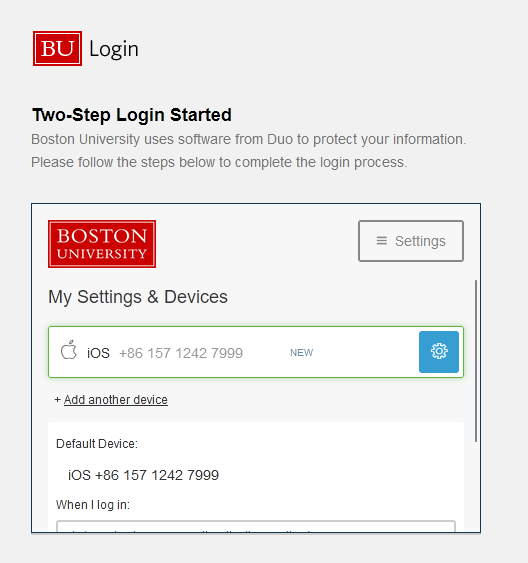 BU Login
Two-Step Login Started
Boston University uses software from Duo to protect your information.
Please follow the steps below to complete the login process.
BOSTON
UNIVERSITY
Settings
My Settings & Devices
iOS +86 157 1242 7999 NEW
+ Add another device
Default Device:
iOS +86 157 1242 7999
When I log in: